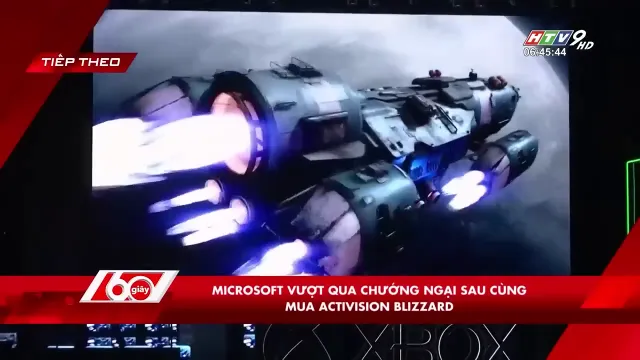 TIẾP THEO
HTV9 HD
06:45:44
60 giây
MICROSOFT VƯỢT QUA CHƯỚNG NGẠI SAU CÙNG
MUA ACTIVISION BLIZZARD
XBOX